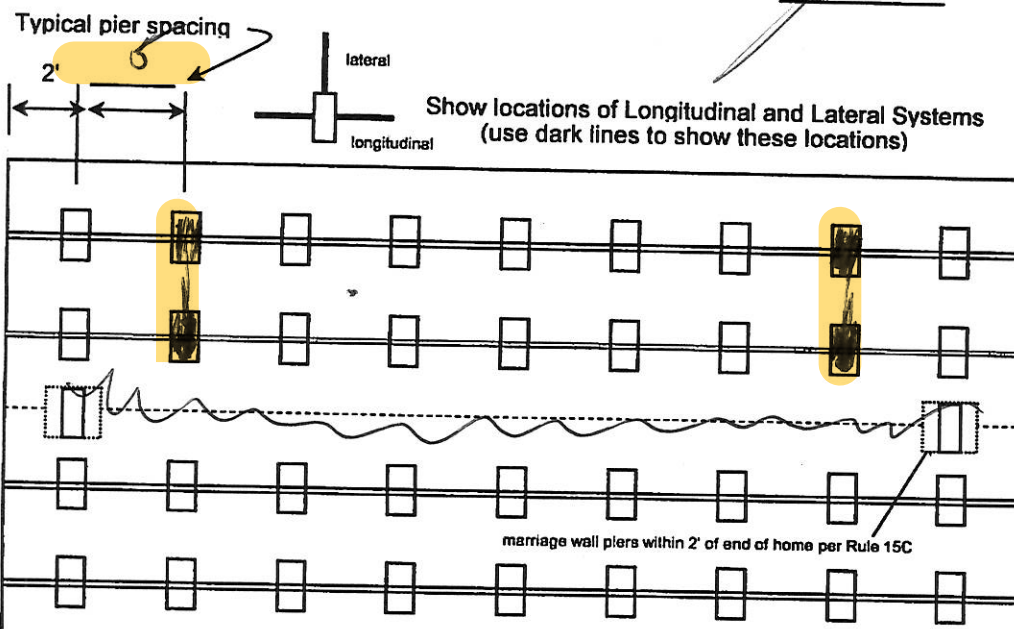 Typical pier spacing
2'
lateral
longitudinal
Show locations of Longitudinal and Lateral Systems
(use dark lines to show these locations)
marriage wall piers within 2' of end of home per Rule 15C